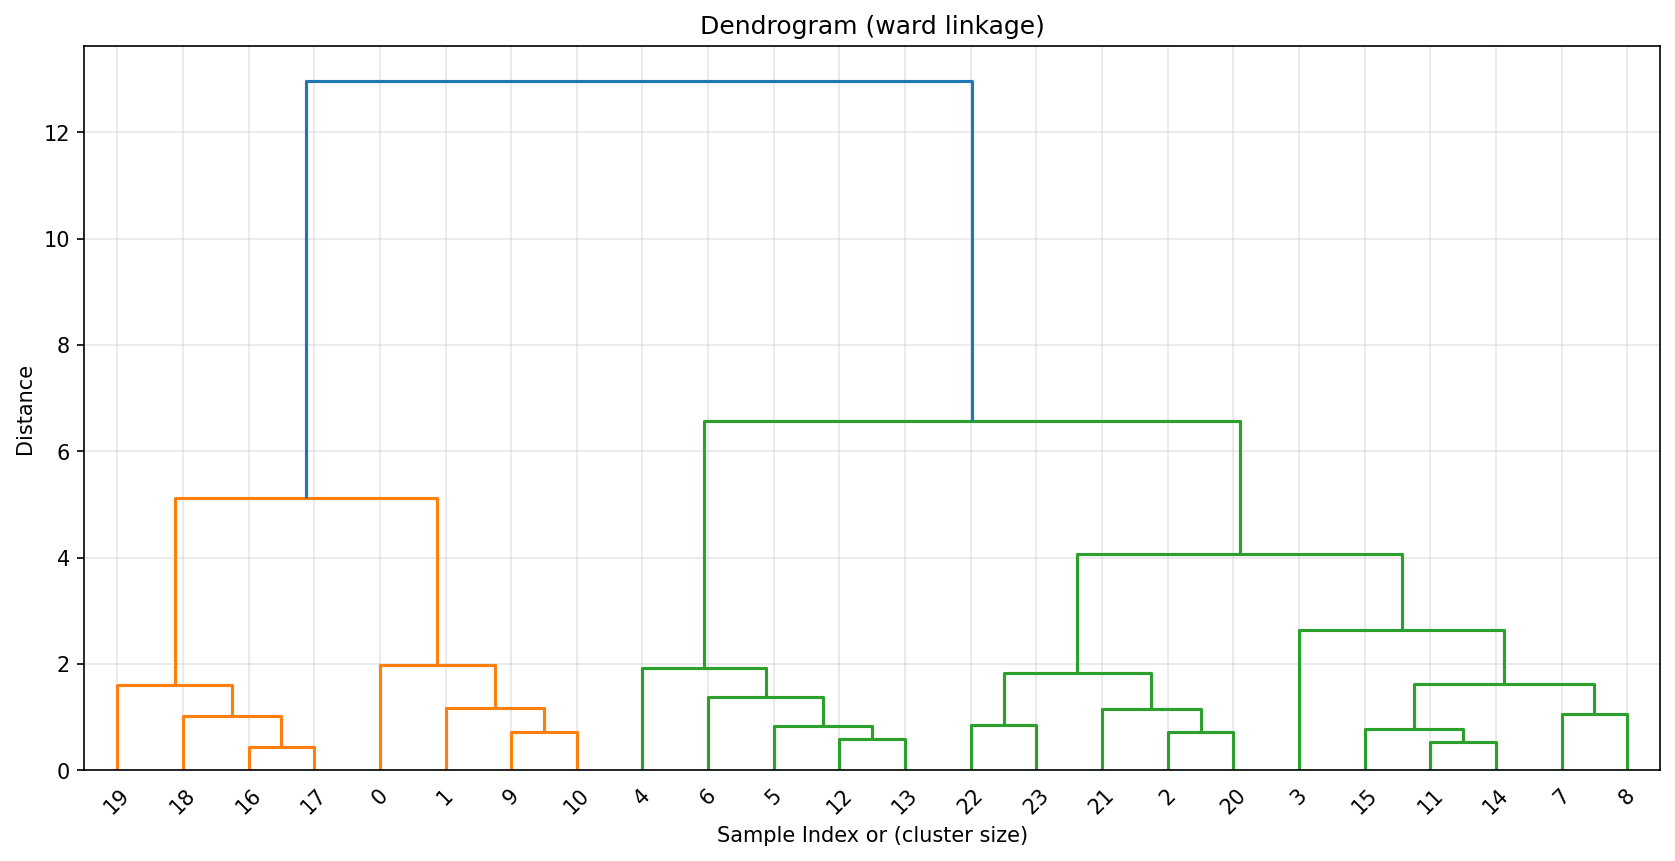 Dendrogram (ward linkage)
Distance
12
10
8
6
4
2
0
19 18 16 17 0 1 9 10 4 6 5 12 13 22 23 21 2 20 3 15 11 14 7 8
Sample Index or (cluster size)